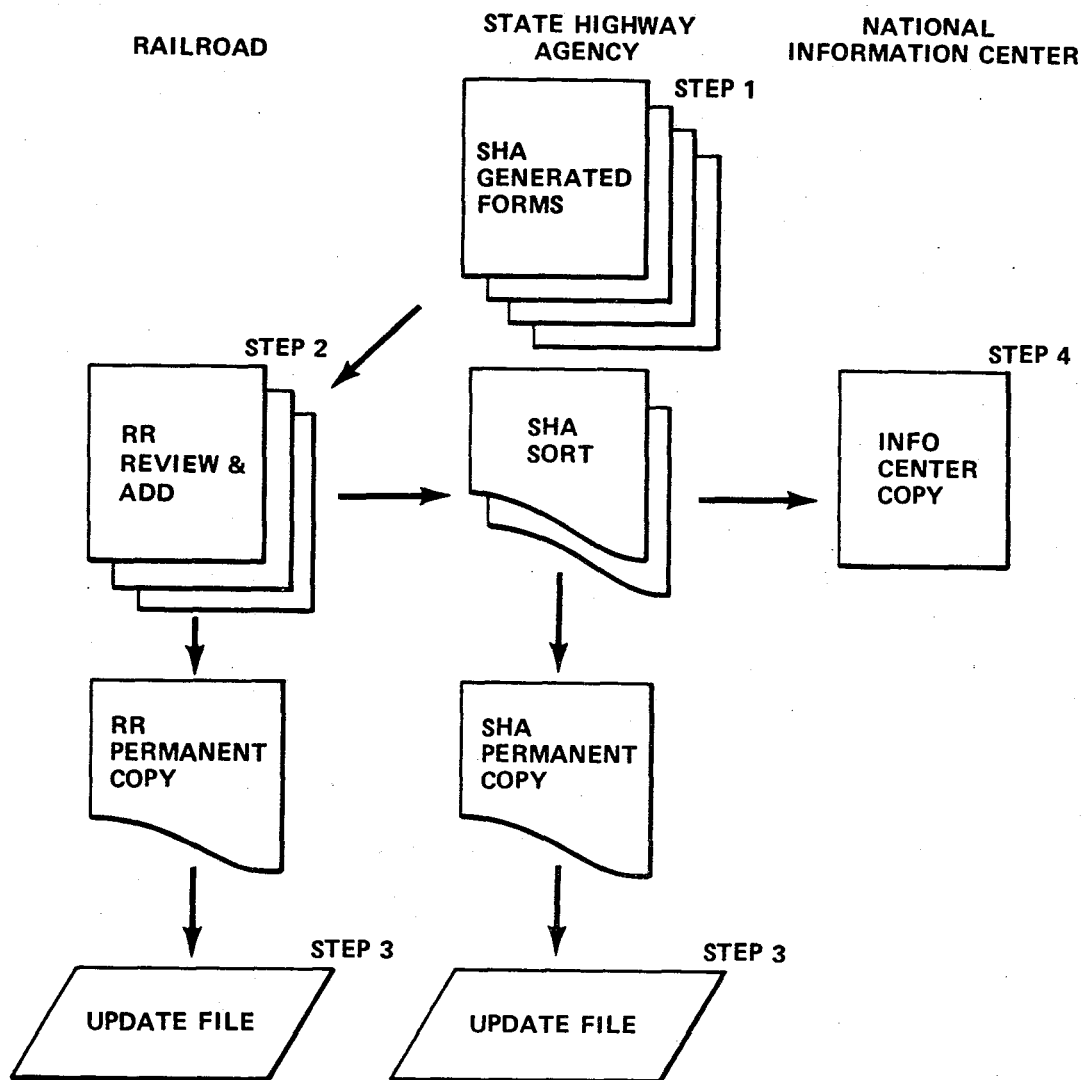 RAILROAD
STATE HIGHWAY
AGENCY
NATIONAL
INFORMATION CENTER
STEP 1
SHA
GENERATED
FORMS
STEP 2
RR
REVIEW &
ADD
SHA
SORT
STEP 4
INFO
CENTER
COPY
RR
PERMANENT
COPY
SHA
PERMANENT
COPY
STEP 3
UPDATE FILE
STEP 3
UPDATE FILE